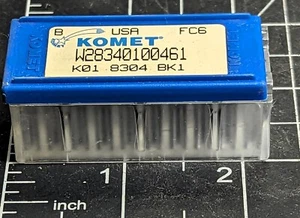 B USA FC6
KOMET®
W28340100461
K01 8304 BK1
inch 1 2